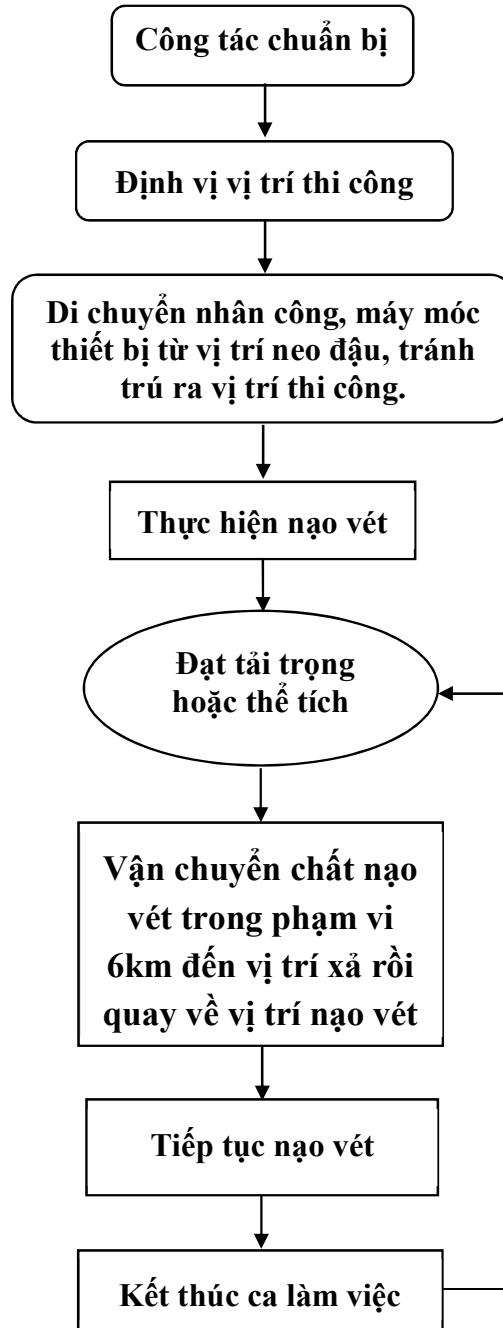 Công tác chuẩn bị
Định vị vị trí thi công
Di chuyển nhân công, máy móc
thiết bị từ vị trí neo đậu, tránh
trú ra vị trí thi công.
Thực hiện nạo vét
Đạt tải trọng
hoặc thể tích
Vận chuyển chất nạo
vét trong phạm vi
6km đến vị trí xả rồi
quay về vị trí nạo vét
Tiếp tục nạo vét
Kết thúc ca làm việc